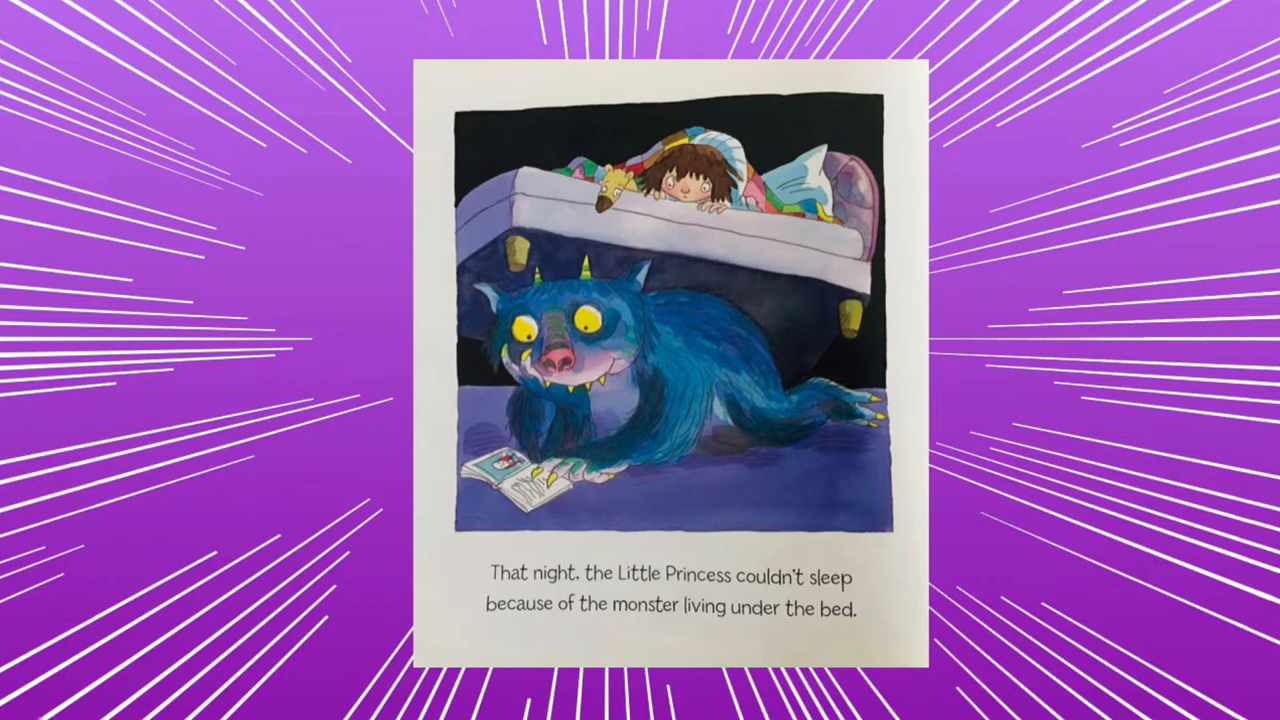 That night, the Little Princess couldn't sleep
because of the monster living under the bed.